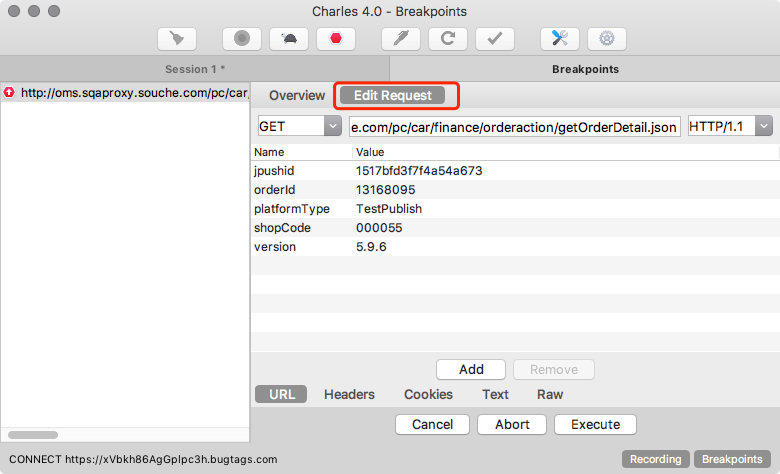 Charles 4.0 - Breakpoints
Session 1 * Breakpoints
http://oms.sqaproxy.souche.com/pc/car/
Overview Edit Request
GET e.com/pc/car/finance/orderaction/getOrderDetail.json HTTP/1.1
Name Value
jpushid 1517bfd3f7f4a54a673
orderId 13168095
platformType TestPublish
shopCode 000055
version 5.9.6
Add Remove
URL Headers Cookies Text Raw
Cancel Abort Execute
CONNECT https://xVbkh86AgGplpc3h.bugtags.com Recording Breakpoints